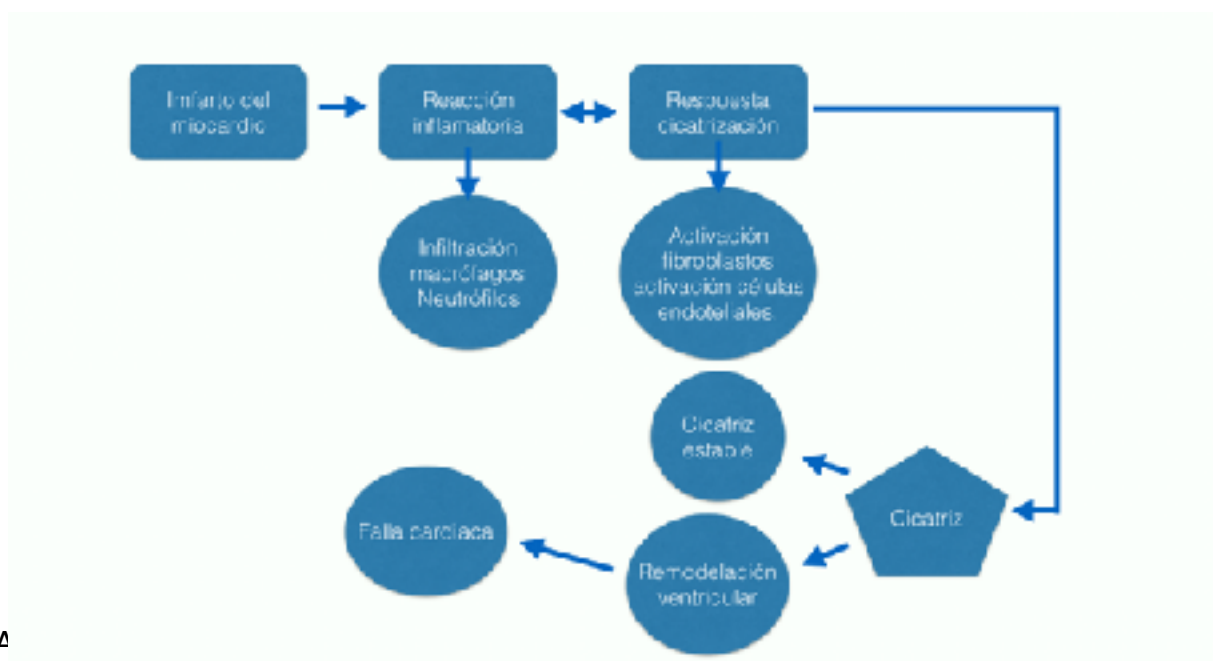 Imfarto del
miocardio
Reacción
inflamatoria
Respuesta
cicatrización
Infiltración
macrófagos
Neutrófilos
Activación
fibroblastos
activación células
endoteliales.
Cicatriz
estable
Cicatriz
Falla cardiaca
Remodelación
ventricular
A